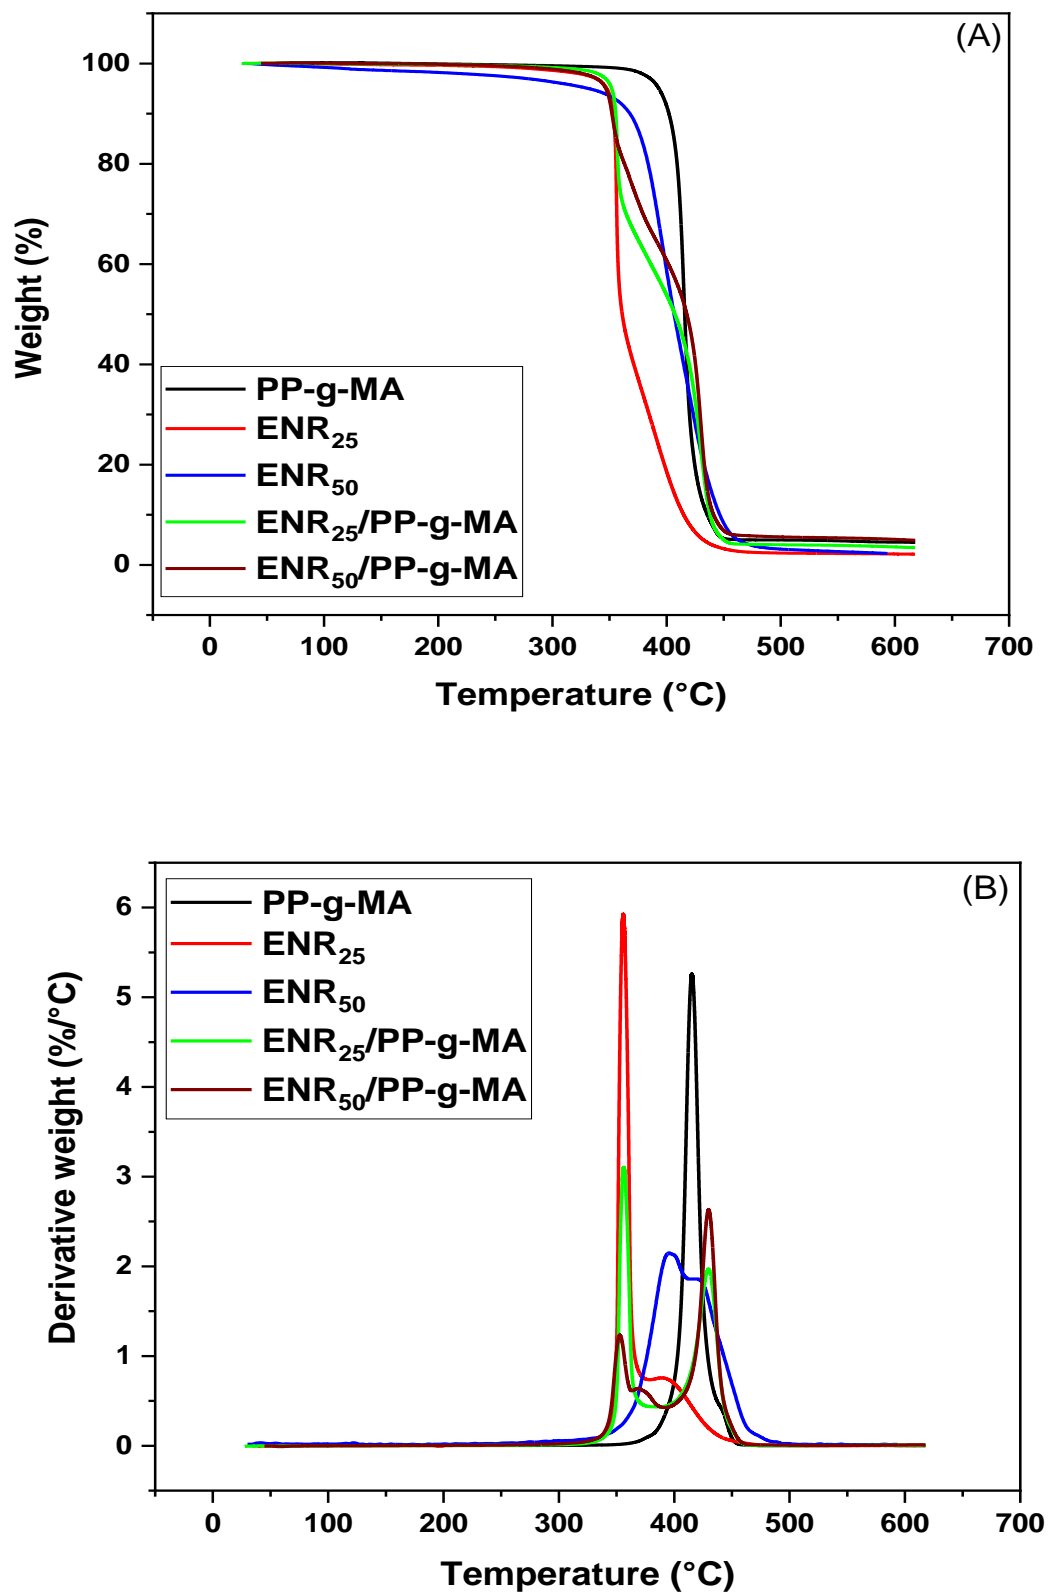 (A)
100
80
60
40
20
0
Weight (%)
PP-g-MA
ENR25
ENR50
ENR25/PP-g-MA
ENR50/PP-g-MA
0 100 200 300 400 500 600 700
Temperature (°C)
(B)
6
5
4
3
2
1
0
Derivative weight (%/°C)
PP-g-MA
ENR25
ENR50
ENR25/PP-g-MA
ENR50/PP-g-MA
0 100 200 300 400 500 600 700
Temperature (°C)